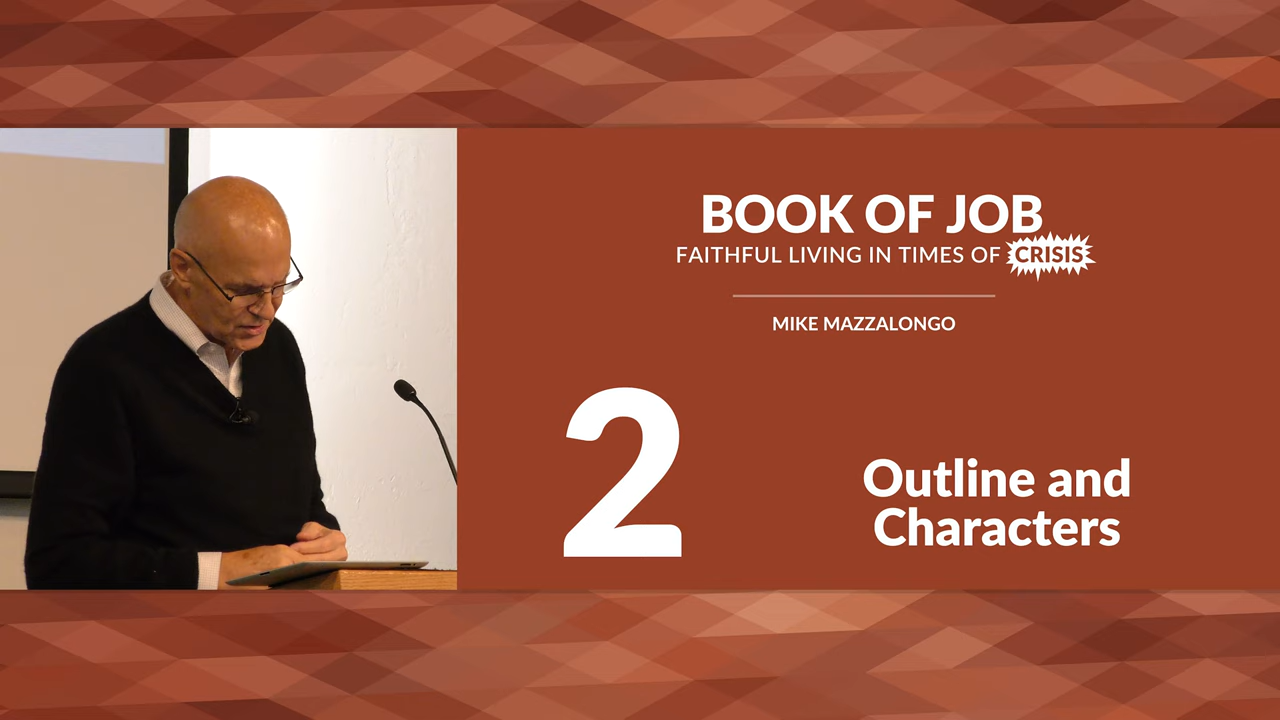 BOOK OF JOB
FAITHFUL LIVING IN TIMES OF CRISIS
MIKE MAZZALONGO
2
Outline and
Characters